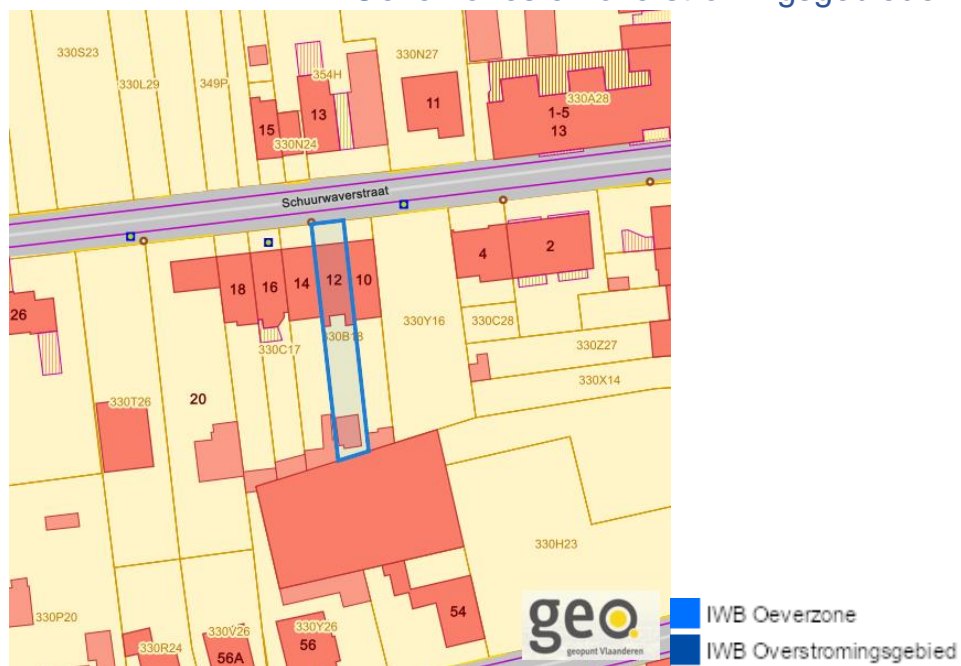 330S23
330L29
349P
354H
330N27
330A28
15
13
11
1-5
13
330N24
Schuurwaverstraat
26
18
16
14
12
10
4
2
330C17
330B18
330Y16
330C28
330Z27
330X14
330T26
20
330H23
330P20
330R24
330V26
56A
330Y26
56
54
geo
geopunt Vlaanderen
IWB Oeverzone
IWB Overstromingsgebied